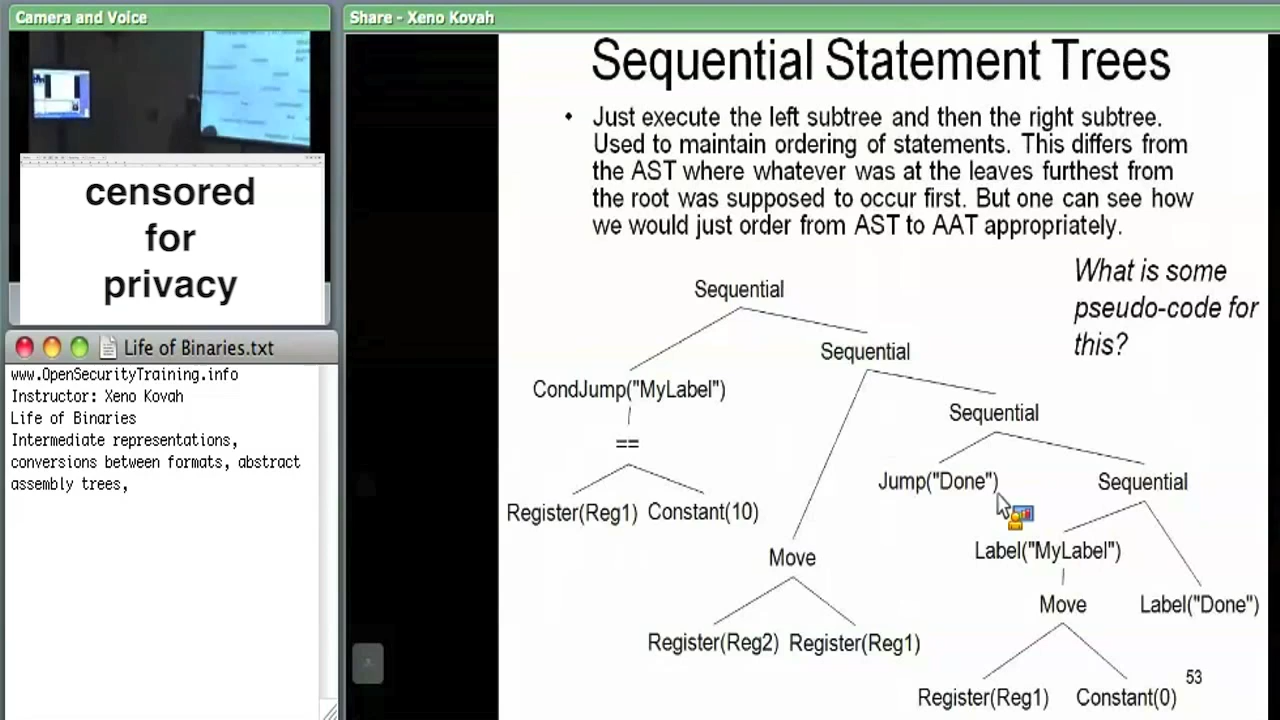 Camera and Voice
Share - Xeno Kovah
censored
for
privacy
Life of Binaries.txt
www.OpenSecurityTraining.info
Instructor: Xeno Kovah
Life of Binaries
Intermediate representations,
conversions between formats, abstract
assembly trees,
Sequential Statement Trees
• Just execute the left subtree and then the right subtree.
Used to maintain ordering of statements. This differs from
the AST where whatever was at the leaves furthest from
the root was supposed to occur first. But one can see how
we would just order from AST to AAT appropriately.
What is some
pseudo-code for
this?
Sequential
Sequential
CondJump("MyLabel")
Sequential
==
Jump("Done")
Sequential
Register(Reg1) Constant(10)
Move
Label("MyLabel")
Move
Label("Done")
Register(Reg2) Register(Reg1)
Register(Reg1) Constant(0)
53